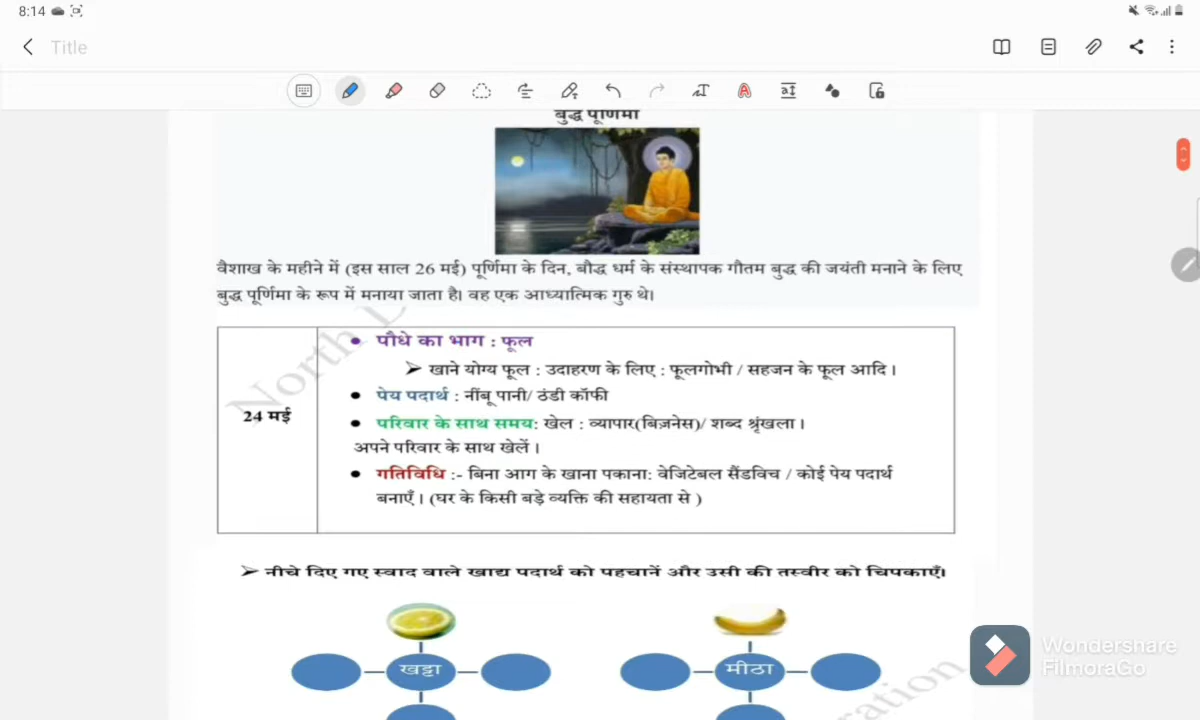 8:14
Title
बुद्ध पूर्णिमा
वैशाख के महीने में (इस साल 26 मई) पूर्णिमा के दिन, बौद्ध धर्म के संस्थापक गौतम बुद्ध की जयंती मनाने के लिए
बुद्ध पूर्णिमा के रूप में मनाया जाता है। वह एक आध्यात्मिक गुरु थे।
24 मई
• पौधे का भाग : फूल
➢ खाने योग्य फूल : उदाहरण के लिए : फूलगोभी / सहजन के फूल आदि ।
• पेय पदार्थ : नींबू पानी/ ठंडी कॉफी
• परिवार के साथ समय: खेल : व्यापार(बिज़नेस)/ शब्द श्रृंखला ।
अपने परिवार के साथ खेलें ।
• गतिविधि :- बिना आग के खाना पकाना: वेजिटेबल सैंडविच / कोई पेय पदार्थ
बनाएँ । (घर के किसी बड़े व्यक्ति की सहायता से )
➢ नीचे दिए गए स्वाद वाले खाद्य पदार्थ को पहचानें और उसी की तस्वीर को चिपकाएँ।
खट्टा
मीठा
North
Wondershare
FilmoraGo